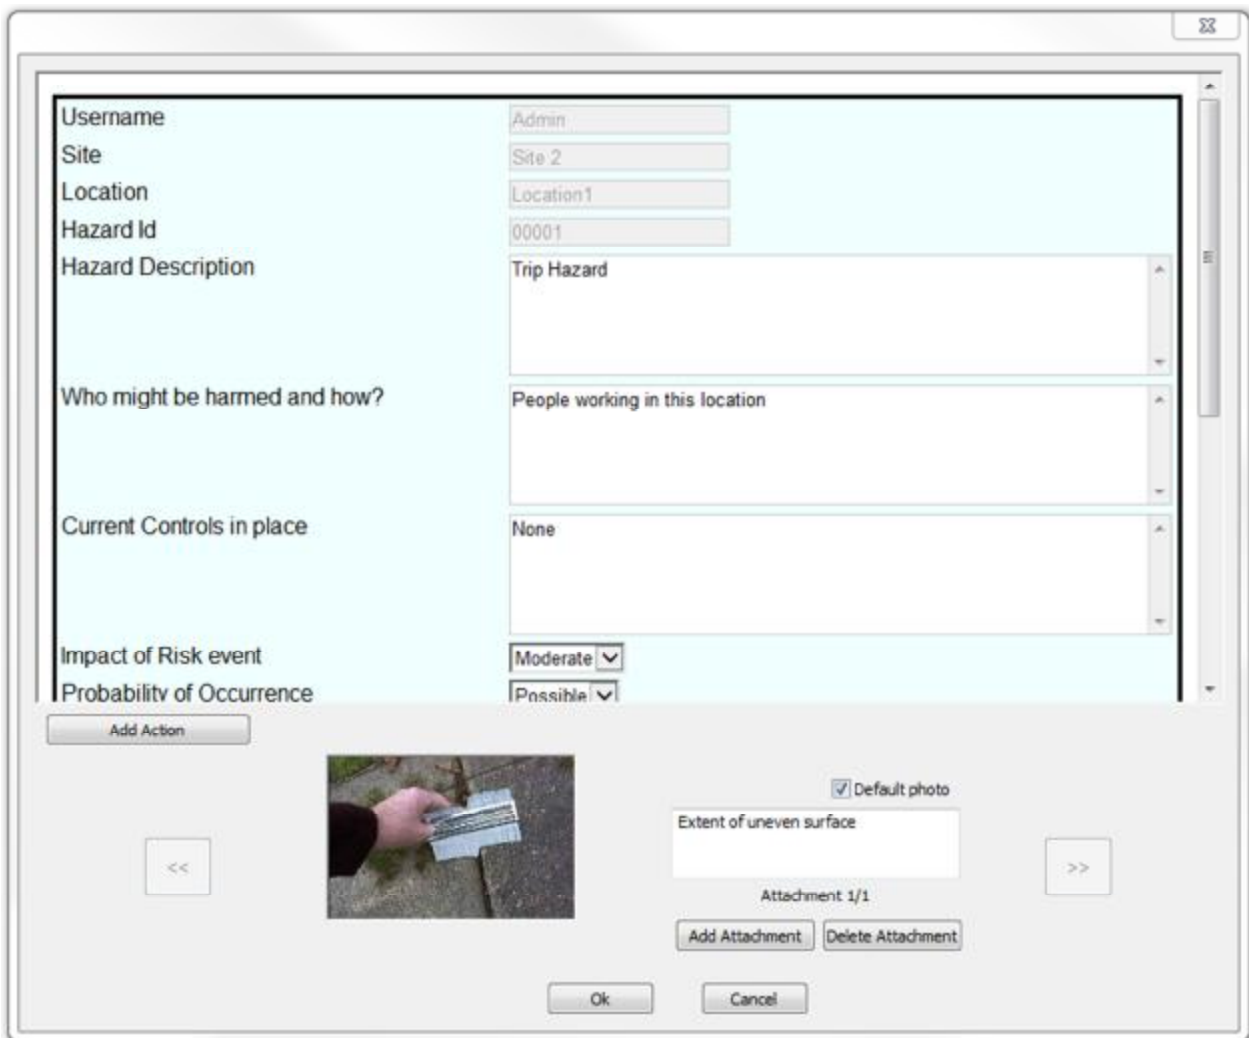 Username Admin
Site Site 2
Location Location1
Hazard Id 00001
Hazard Description Trip Hazard
Who might be harmed and how? People working in this location
Current Controls in place None
Impact of Risk event Moderate
Probability of Occurrence Possible
Add Action
Default photo
Extent of uneven surface
<< >>
Attachment 1/1
Add Attachment Delete Attachment
Ok Cancel